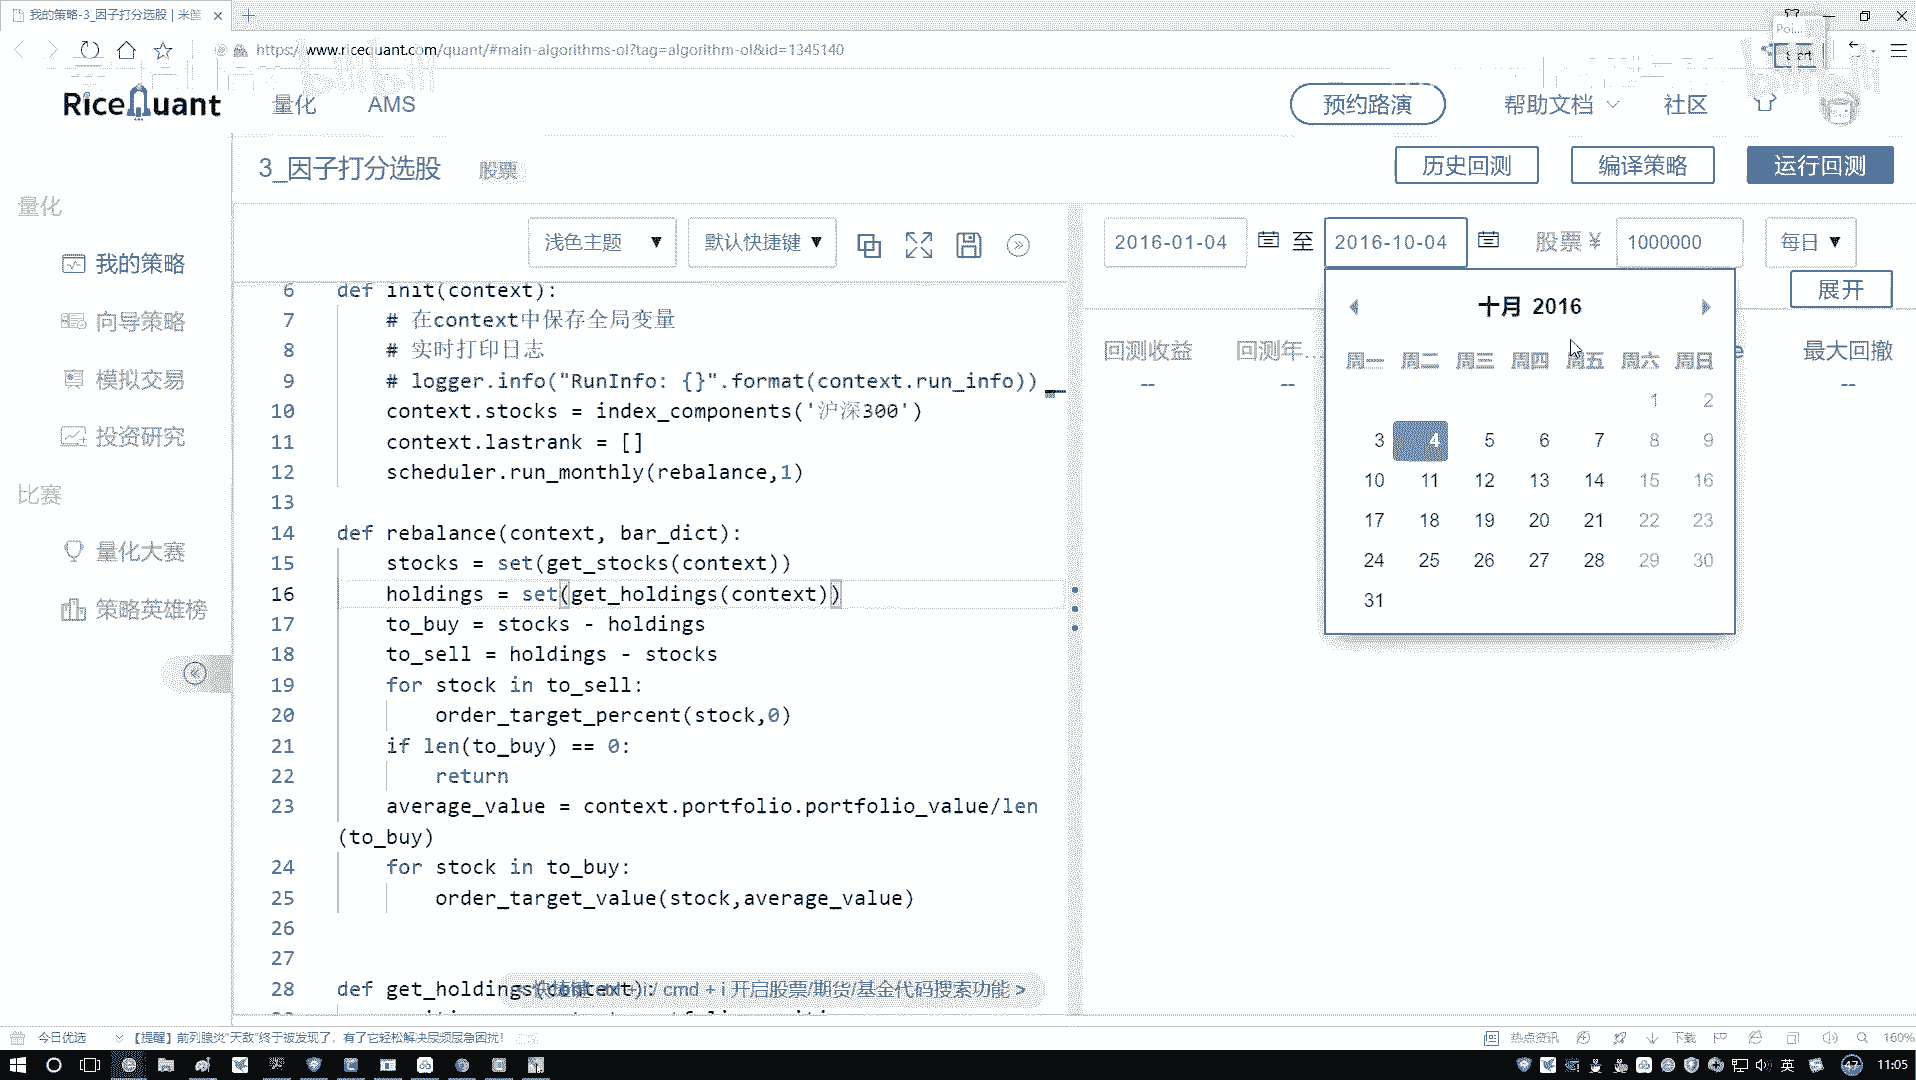 我的策略-3_因子打分选股 | 米筐
https://www.ricequant.com/quant/#main-algorithms-ol?tag=algorithm-ol&id=1345140
RiceQuant 量化 AMS 预约路演 帮助文档 社区
3_因子打分选股 股票 历史回测 编译策略 运行回测
量化
我的策略
向导策略
模拟交易
投资研究
比赛
量化大赛
策略英雄榜
浅色主题 默认快捷键
2016-01-04 至 2016-10-04 股票 ¥ 1000000 每日
展开
回测收益 回测年... 最大回撤
-- -- --
十月 2016
周一 周二 周三 周四 周五 周六 周日
1 2
3 4 5 6 7 8 9
10 11 12 13 14 15 16
17 18 19 20 21 22 23
24 25 26 27 28 29 30
31
6 def init(context):
7 # 在context中保存全局变量
8 # 实时打印日志
9 # logger.info("RunInfo: {}".format(context.run_info))
10 context.stocks = index_components('沪深300')
11 context.lastrank = []
12 scheduler.run_monthly(rebalance,1)
13
14 def rebalance(context, bar_dict):
15 stocks = set(get_stocks(context))
16 holdings = set(get_holdings(context))
17 to_buy = stocks - holdings
18 to_sell = holdings - stocks
19 for stock in to_sell:
20 order_target_percent(stock,0)
21 if len(to_buy) == 0:
22 return
23 average_value = context.portfolio.portfolio_value/len
(to_buy)
24 for stock in to_buy:
25 order_target_value(stock,average_value)
26
27
28 def get_holdings(context):
cmd + i 开启股票/期货/基金代码搜索功能 >
今日优选 【提醒】前列腺炎“天敌”终于被发现了，有了它轻松解决尿频尿急困扰！ 热点资讯 下载 160%
英 47 11:05